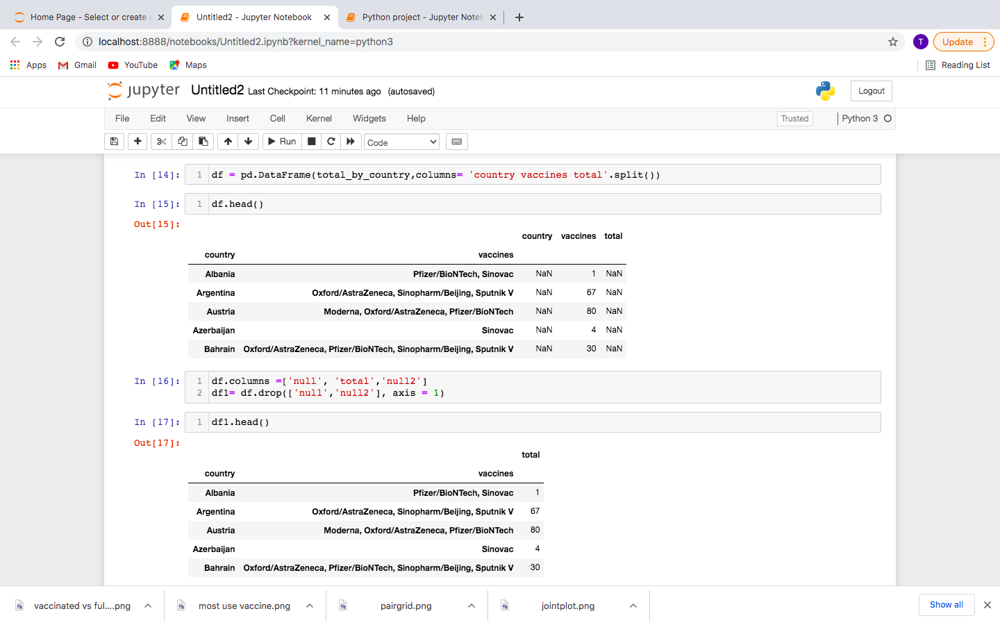 Home Page - Select or create a
Untitled2 - Jupyter Notebook
Python project - Jupyter Noteb
localhost:8888/notebooks/Untitled2.ipynb?kernel_name=python3
T
Update
Apps
Gmail
YouTube
Maps
Reading List
jupyter Untitled2 Last Checkpoint: 11 minutes ago (autosaved)
Logout
File Edit View Insert Cell Kernel Widgets Help
Trusted
Python 3
Run
Code
In [14]: 1 df = pd.DataFrame(total_by_country,columns= 'country vaccines total'.split())
In [15]: 1 df.head()
Out[15]:
country vaccines total
country vaccines
Albania Pfizer/BioNTech, Sinovac NaN 1 NaN
Argentina Oxford/AstraZeneca, Sinopharm/Beijing, Sputnik V NaN 67 NaN
Austria Moderna, Oxford/AstraZeneca, Pfizer/BioNTech NaN 80 NaN
Azerbaijan Sinovac NaN 4 NaN
Bahrain Oxford/AstraZeneca, Pfizer/BioNTech, Sinopharm/Beijing, Sputnik V NaN 30 NaN
In [16]: 1 df.columns =['null', 'total','null2']
2 df1= df.drop(['null','null2'], axis = 1)
In [17]: 1 df1.head()
Out[17]:
total
country vaccines
Albania Pfizer/BioNTech, Sinovac 1
Argentina Oxford/AstraZeneca, Sinopharm/Beijing, Sputnik V 67
Austria Moderna, Oxford/AstraZeneca, Pfizer/BioNTech 80
Azerbaijan Sinovac 4
Bahrain Oxford/AstraZeneca, Pfizer/BioNTech, Sinopharm/Beijing, Sputnik V 30
vaccinated vs ful....png
most use vaccine.png
pairgrid.png
jointplot.png
Show all